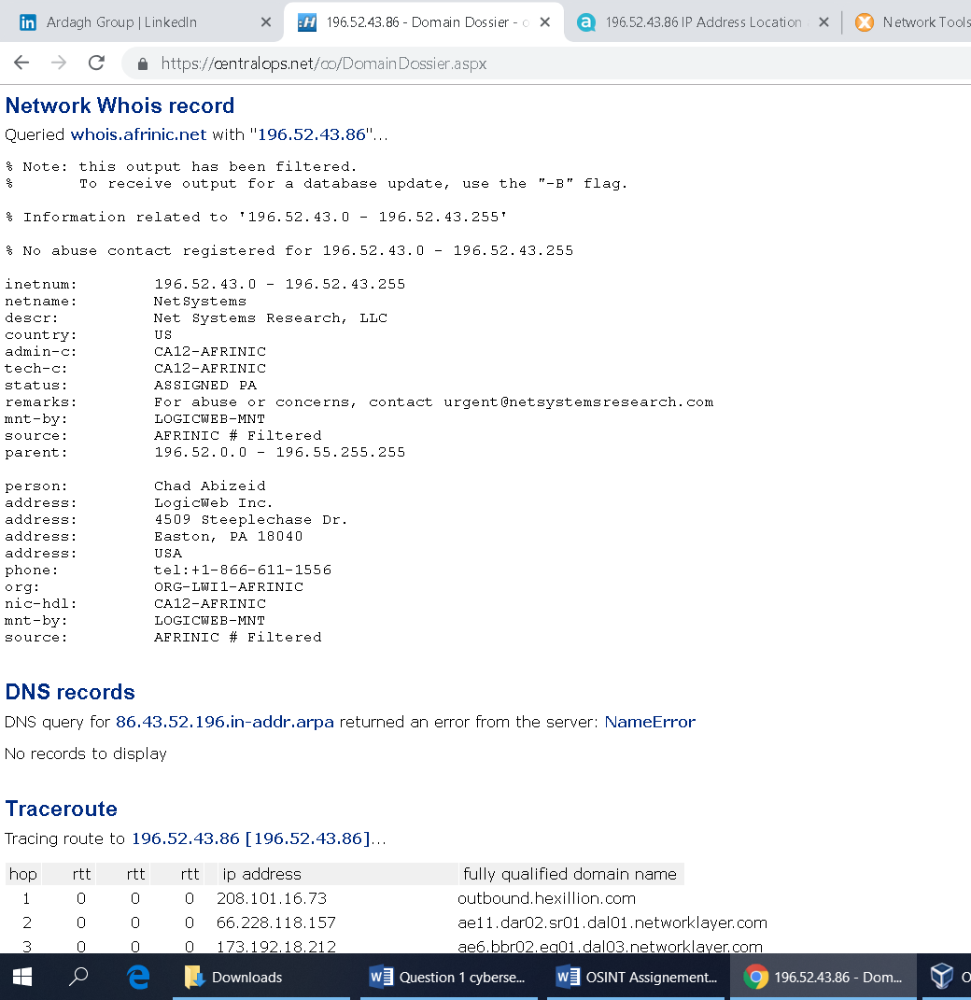 Ardagh Group | LinkedIn
196.52.43.86 - Domain Dossier - c
196.52.43.86 IP Address Location
Network Tools
https://centralops.net/co/DomainDossier.aspx
Network Whois record
Queried whois.afrinic.net with "196.52.43.86"...
% Note: this output has been filtered.
% To receive output for a database update, use the "-B" flag.
% Information related to '196.52.43.0 - 196.52.43.255'
% No abuse contact registered for 196.52.43.0 - 196.52.43.255
inetnum: 196.52.43.0 - 196.52.43.255
netname: NetSystems
descr: Net Systems Research, LLC
country: US
admin-c: CA12-AFRINIC
tech-c: CA12-AFRINIC
status: ASSIGNED PA
remarks: For abuse or concerns, contact urgent@netsystemsresearch.com
mnt-by: LOGICWEB-MNT
source: AFRINIC # Filtered
parent: 196.52.0.0 - 196.55.255.255
person: Chad Abizeid
address: LogicWeb Inc.
address: 4509 Steeplechase Dr.
address: Easton, PA 18040
address: USA
phone: tel:+1-866-611-1556
org: ORG-LWI1-AFRINIC
nic-hdl: CA12-AFRINIC
mnt-by: LOGICWEB-MNT
source: AFRINIC # Filtered
DNS records
DNS query for 86.43.52.196.in-addr.arpa returned an error from the server: NameError
No records to display
Traceroute
Tracing route to 196.52.43.86 [196.52.43.86]...
hop rtt rtt rtt ip address fully qualified domain name
1 0 0 0 208.101.16.73 outbound.hexillion.com
2 0 0 0 66.228.118.157 ae11.dar02.sr01.dal01.networklayer.com
3 0 0 0 173.192.18.212 ae6.bbr02.eq01.dal03.networklayer.com
Downloads
Question 1 cyberse...
OSINT Assignement...
196.52.43.86 - Dom...
O